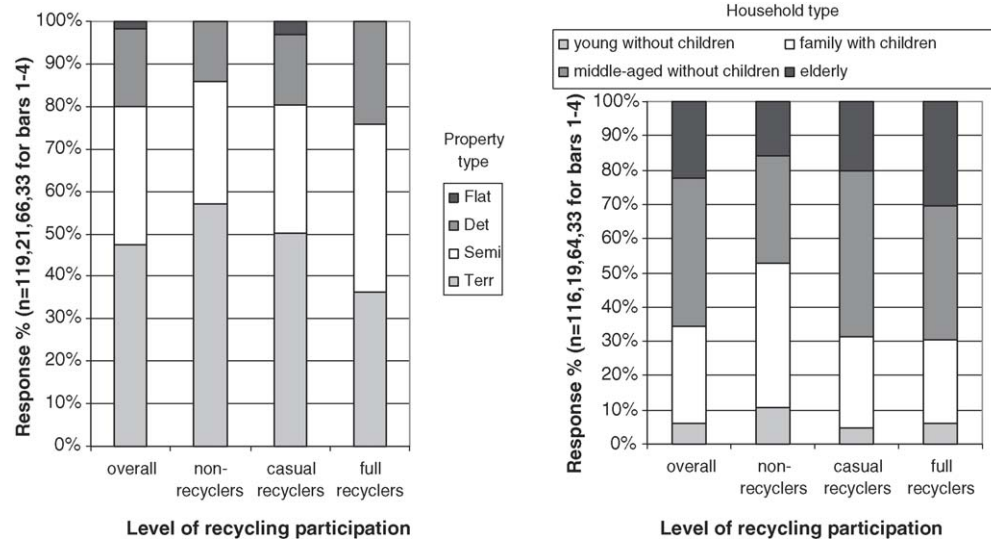 100%
90%
80%
70%
60%
50%
40%
30%
20%
10%
0%
Response % (n=119,21,66,33 for bars 1-4)
overall
non-
recyclers
casual
recyclers
full
recyclers
Level of recycling participation
Property
type
Flat
Det
Semi
Terr
Household type
young without children
family with children
middle-aged without children
elderly
100%
90%
80%
70%
60%
50%
40%
30%
20%
10%
0%
Response % (n=116,19,64,33 for bars 1-4)
overall
non-
recyclers
casual
recyclers
full
recyclers
Level of recycling participation